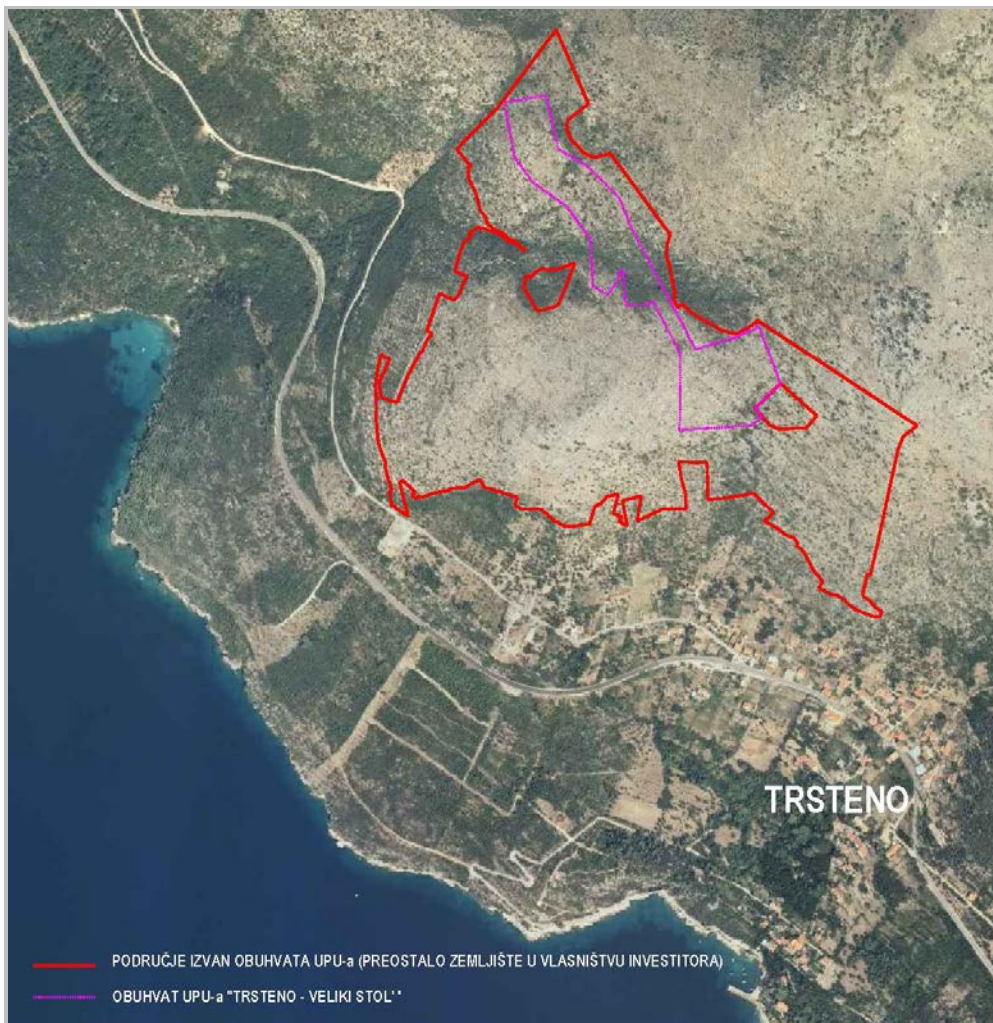 TRSTENO
PODRUČJE IZVAN OBUHVATA UPU-a (PREOSTALO ZEMLJIŠTE U VLASNIŠTVU INVESTITORA)
OBUHVAT UPU-a "TRSTENO - VELIKI STOL'"